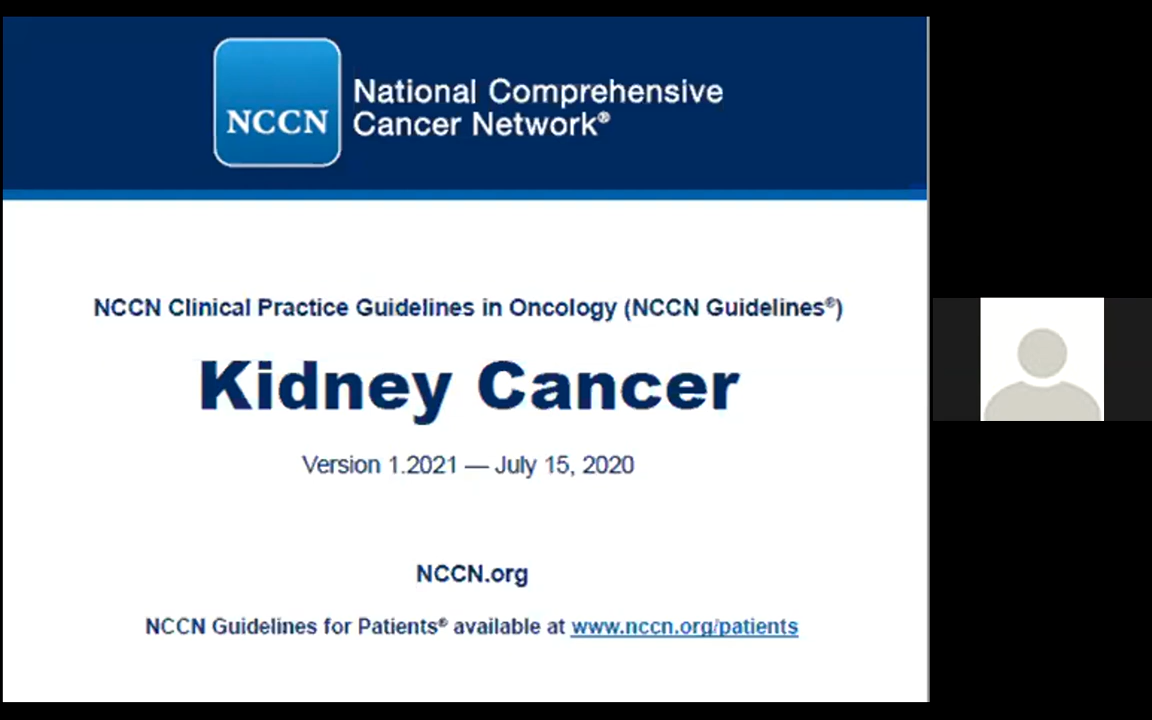 NCCN
National Comprehensive
Cancer Network®
NCCN Clinical Practice Guidelines in Oncology (NCCN Guidelines®)
Kidney Cancer
Version 1.2021 — July 15, 2020
NCCN.org
NCCN Guidelines for Patients® available at www.nccn.org/patients